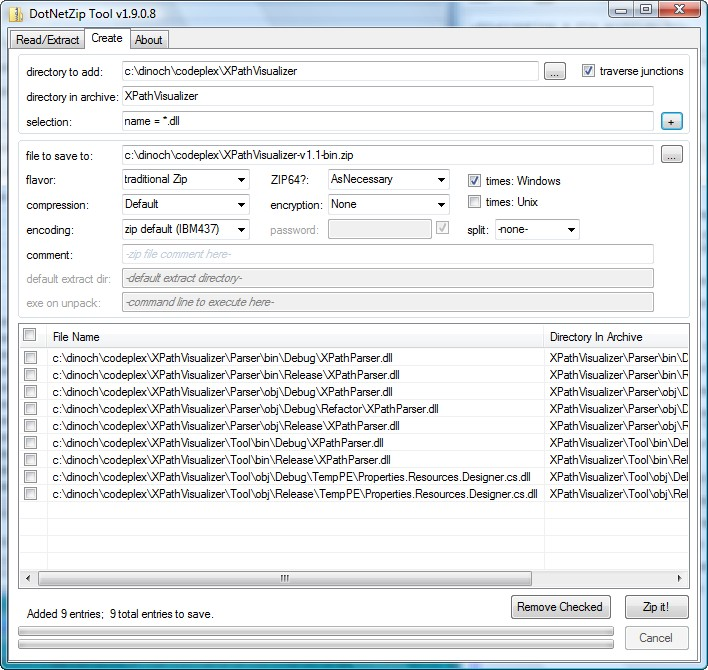 DotNetZip Tool v1.9.0.8
Read/Extract Create About
directory to add: c:\dinoch\codeplex\XPathVisualizer ... traverse junctions
directory in archive: XPathVisualizer
selection: name = *.dll +
file to save to: c:\dinoch\codeplex\XPathVisualizer-v1.1-bin.zip ...
flavor: traditional Zip ZIP64?: AsNecessary times: Windows
compression: Default encryption: None times: Unix
encoding: zip default (IBM437) password: split: -none-
comment: -zip file comment here-
default extract dir: -default extract directory-
exe on unpack: -command line to execute here-
File Name Directory In Archive
c:\dinoch\codeplex\XPathVisualizer\Parser\bin\Debug\XPathParser.dll XPathVisualizer\Parser\bin\D
c:\dinoch\codeplex\XPathVisualizer\Parser\bin\Release\XPathParser.dll XPathVisualizer\Parser\bin\R
c:\dinoch\codeplex\XPathVisualizer\Parser\obj\Debug\XPathParser.dll XPathVisualizer\Parser\obj\D
c:\dinoch\codeplex\XPathVisualizer\Parser\obj\Debug\Refactor\XPathParser.dll XPathVisualizer\Parser\obj\D
c:\dinoch\codeplex\XPathVisualizer\Parser\obj\Release\XPathParser.dll XPathVisualizer\Parser\obj\R
c:\dinoch\codeplex\XPathVisualizer\Tool\bin\Debug\XPathParser.dll XPathVisualizer\Tool\bin\Deb
c:\dinoch\codeplex\XPathVisualizer\Tool\bin\Release\XPathParser.dll XPathVisualizer\Tool\bin\Rel
c:\dinoch\codeplex\XPathVisualizer\Tool\obj\Debug\TempPE\Properties.Resources.Designer.cs.dll XPathVisualizer\Tool\obj\Deb
c:\dinoch\codeplex\XPathVisualizer\Tool\obj\Release\TempPE\Properties.Resources.Designer.cs.dll XPathVisualizer\Tool\obj\Rel
Added 9 entries; 9 total entries to save. Remove Checked Zip it!
Cancel